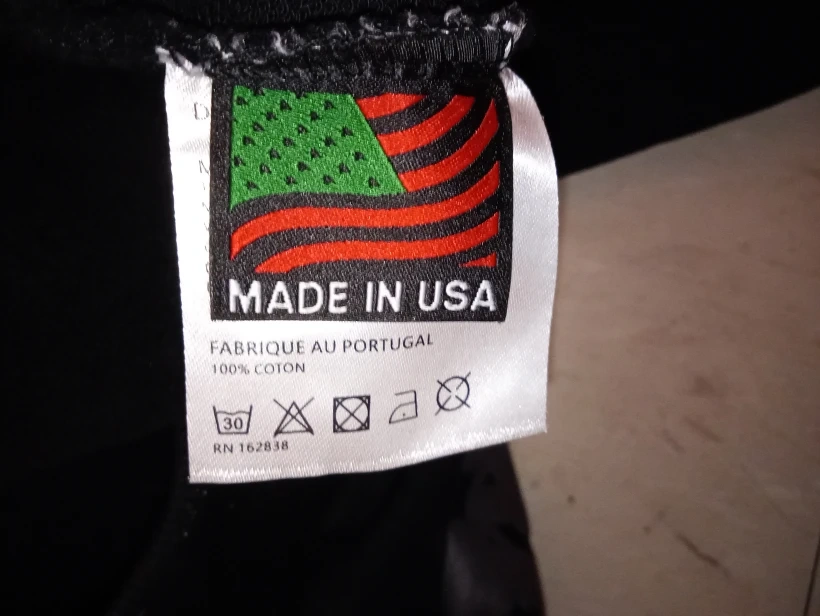 MADE IN USA
FABRIQUE AU PORTUGAL
100% COTON
30
RN 162838